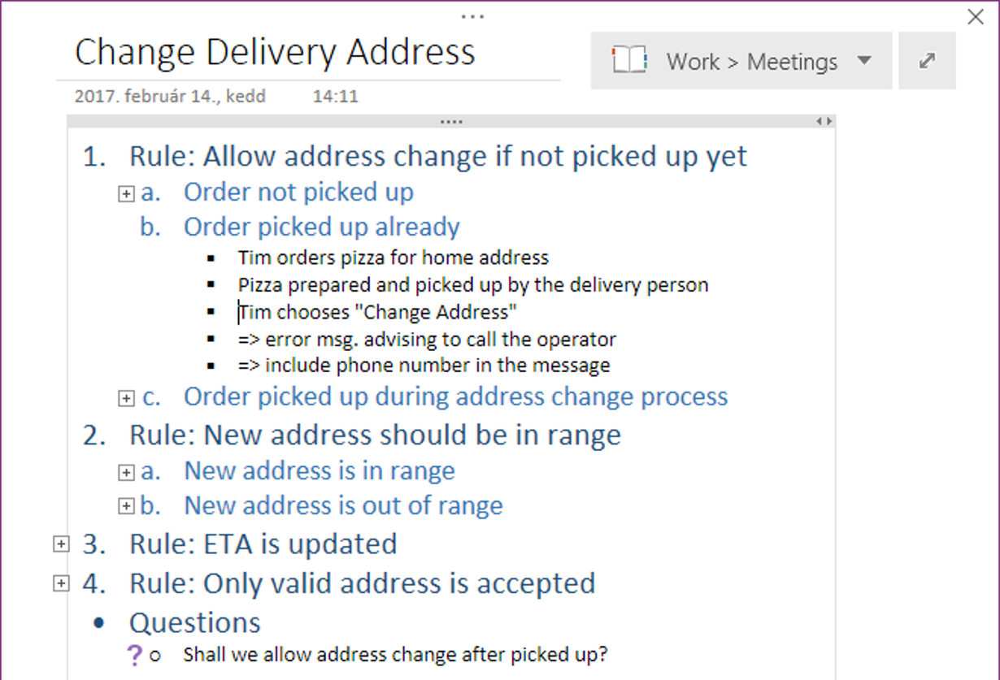 Change Delivery Address
Work > Meetings
2017. február 14., kedd 14:11
1. Rule: Allow address change if not picked up yet
a. Order not picked up
b. Order picked up already
▪ Tim orders pizza for home address
▪ Pizza prepared and picked up by the delivery person
▪ Tim chooses "Change Address"
▪ => error msg. advising to call the operator
▪ => include phone number in the message
c. Order picked up during address change process
2. Rule: New address should be in range
a. New address is in range
b. New address is out of range
3. Rule: ETA is updated
4. Rule: Only valid address is accepted
• Questions
? o Shall we allow address change after picked up?